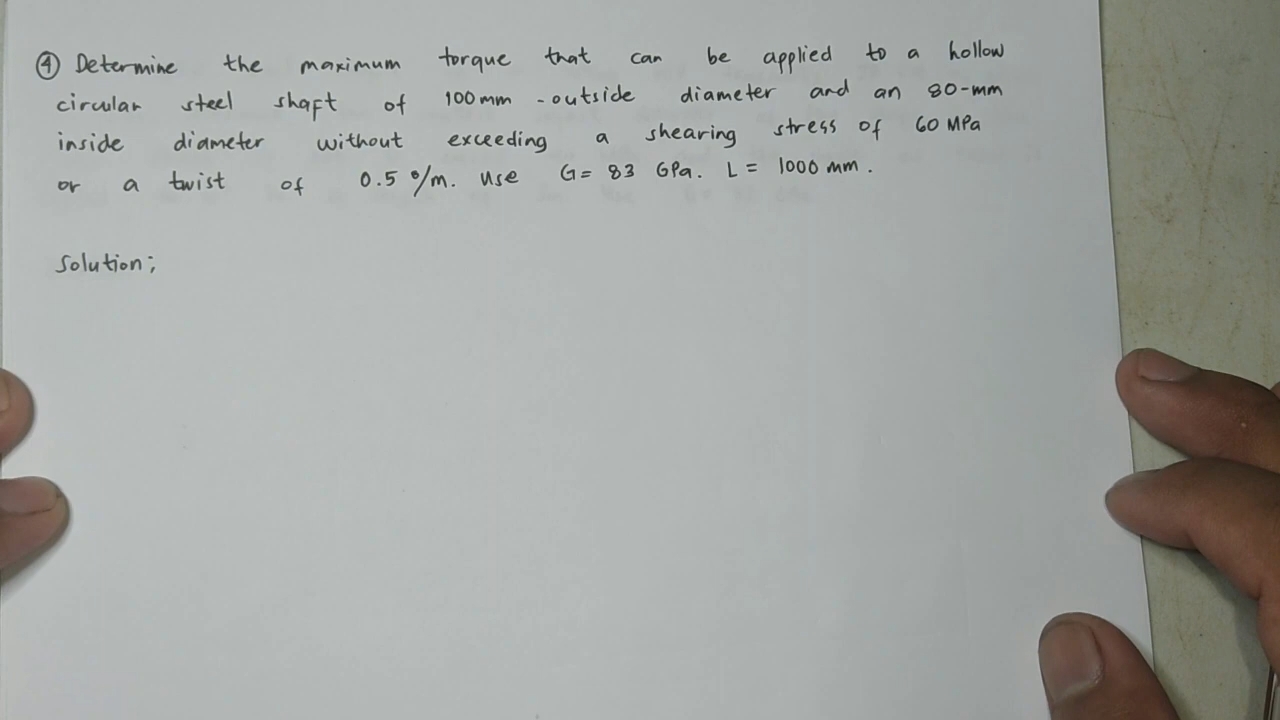 ④ Determine the maximum torque that can be applied to a hollow
circular steel shaft of 100mm - outside diameter and an 80-mm
inside diameter without exceeding a shearing stress of 60 MPa
or a twist of 0.5 °/m. Use G= 83 GPa. L = 1000 mm.
Solution;